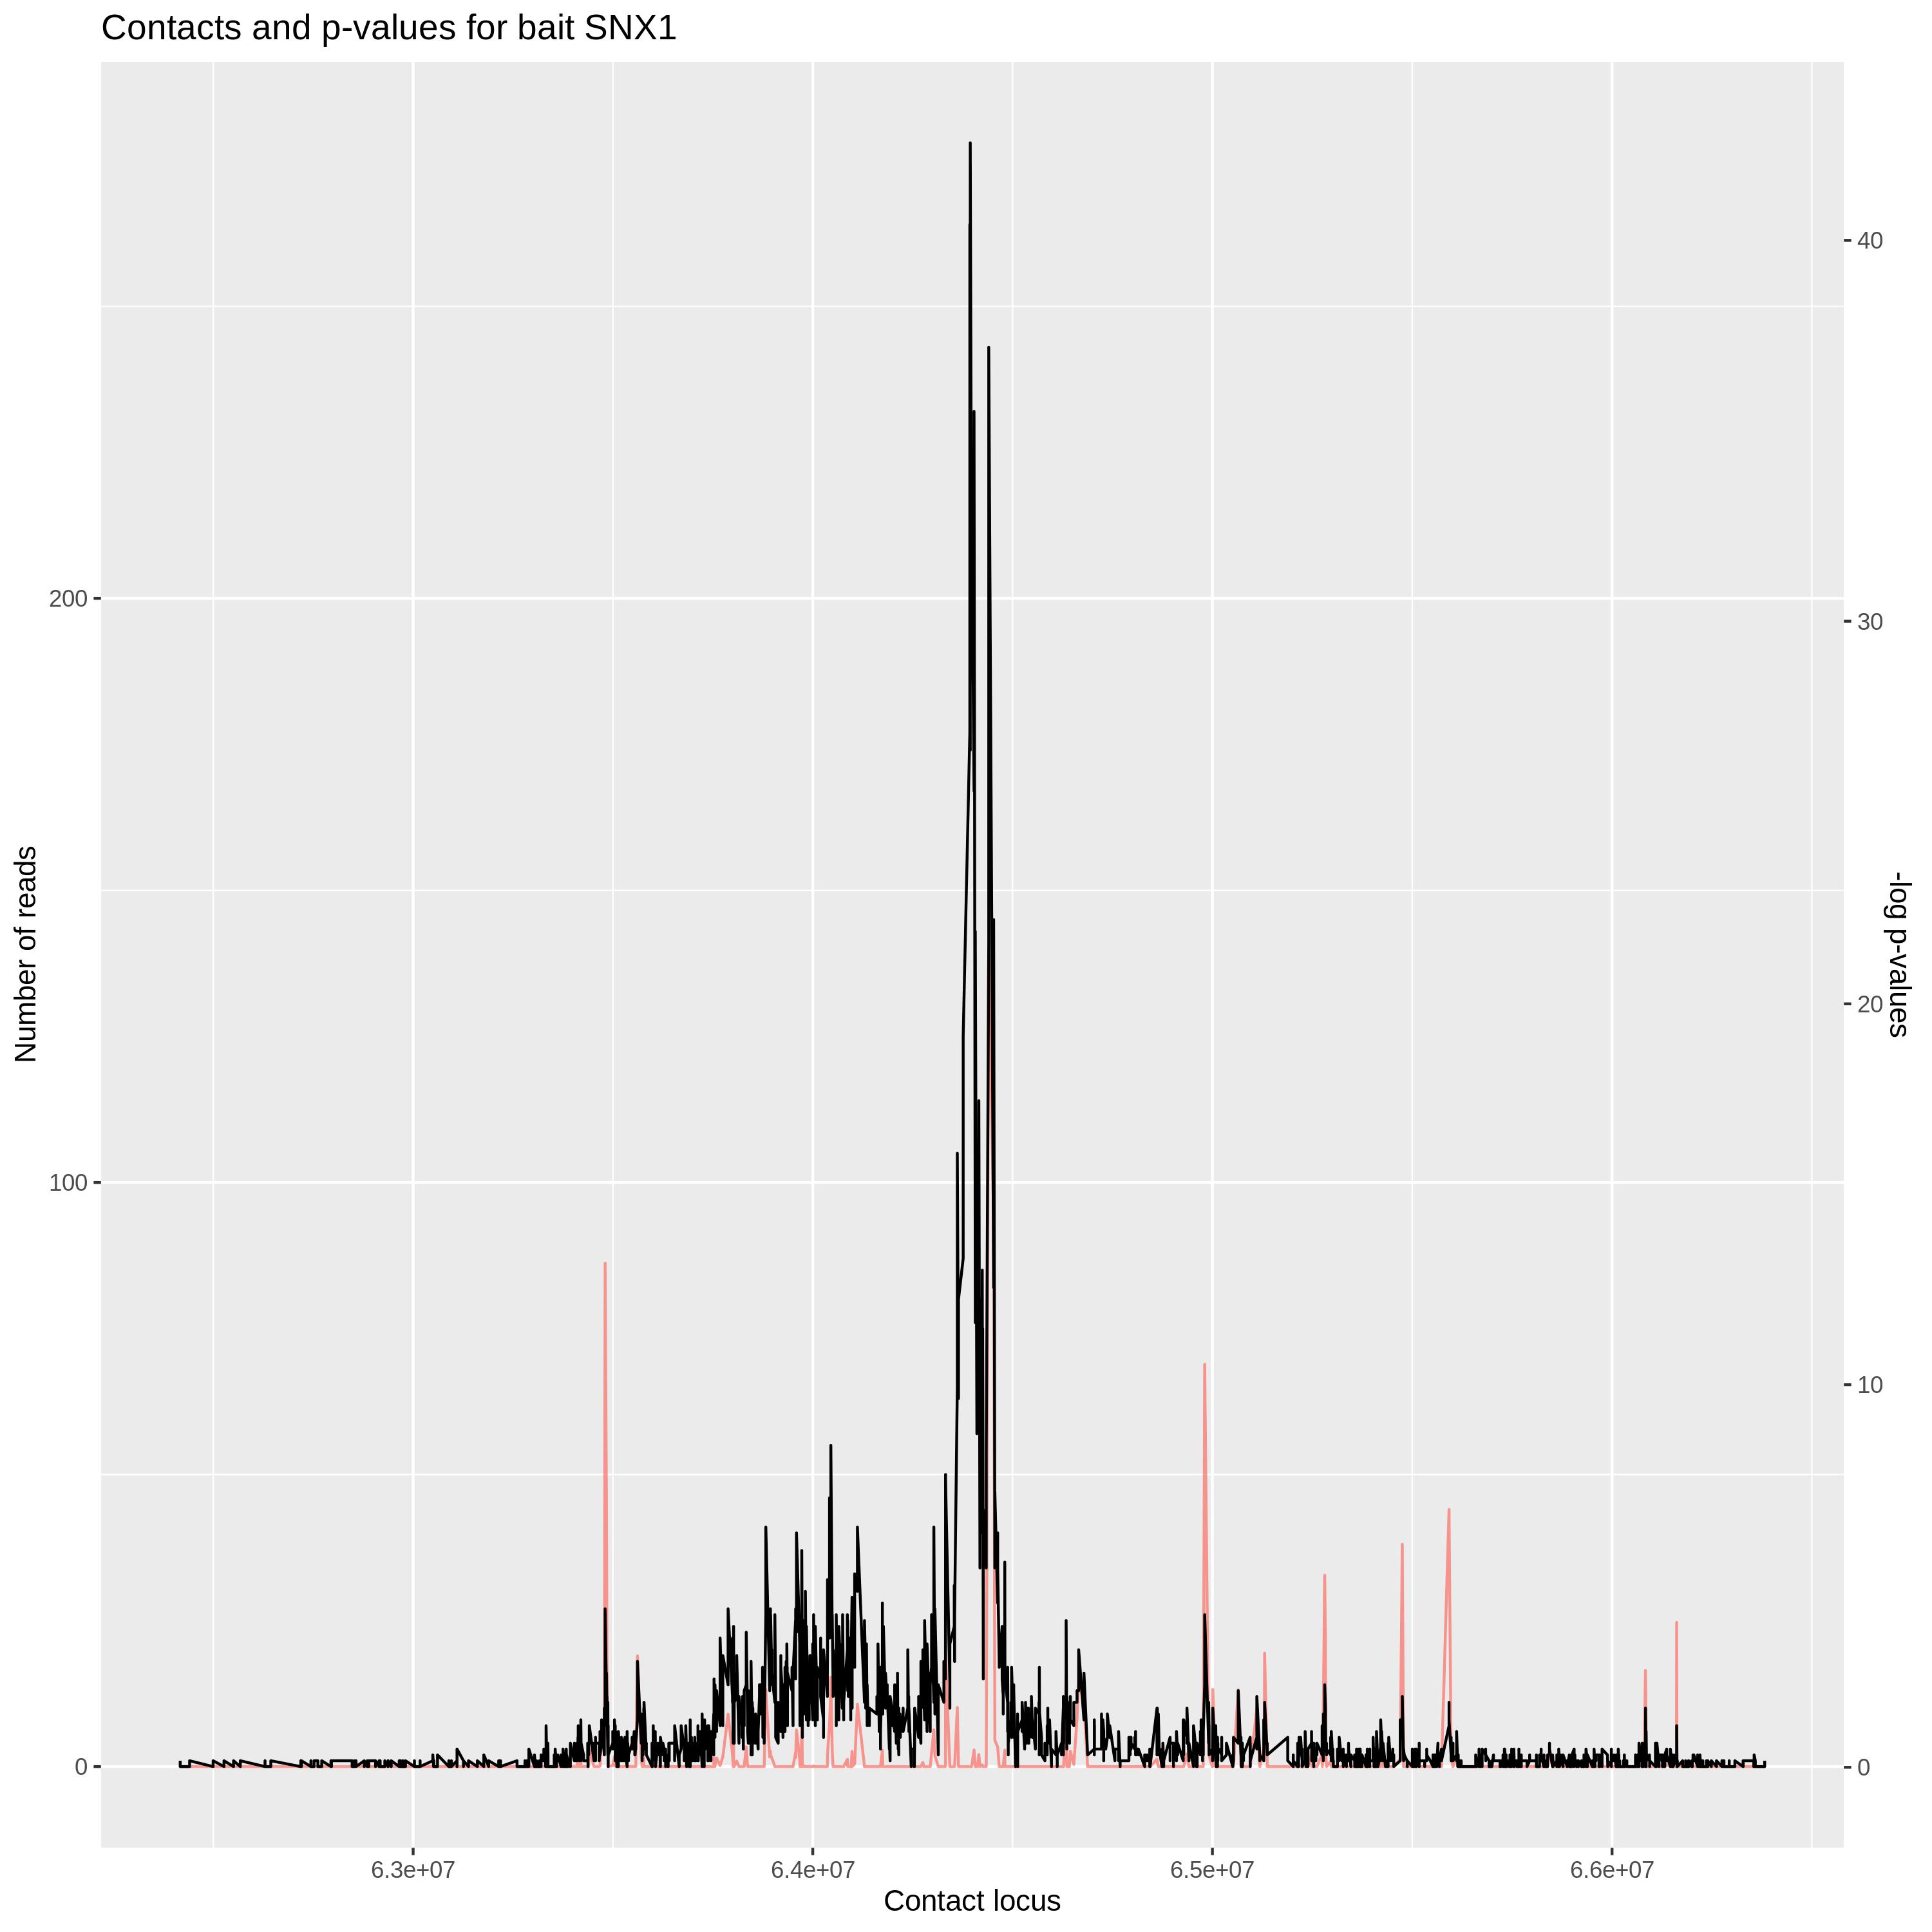 Contacts and p-values for bait SNX1
Number of reads
200
100
0
40
30
20
10
0
-log p-values
6.3e+07 6.4e+07 6.5e+07 6.6e+07
Contact locus